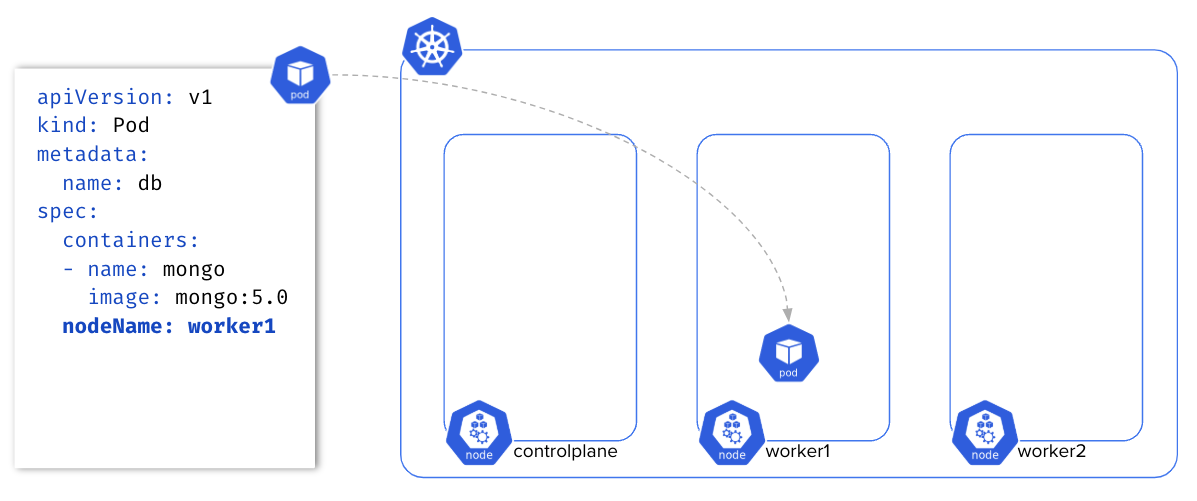 apiVersion: v1
kind: Pod
metadata:
  name: db
spec:
  containers:
  - name: mongo
    image: mongo:5.0
  nodeName: worker1
pod
pod
node
controlplane
node
worker1
node
worker2